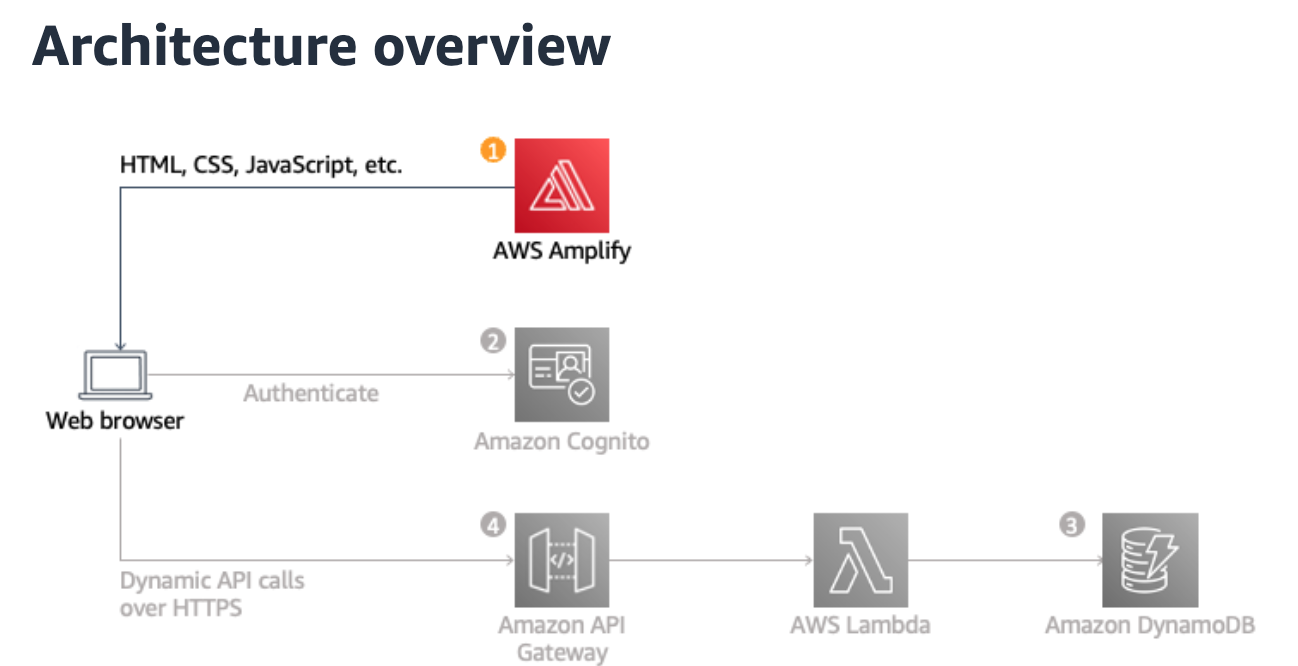 Architecture overview
HTML, CSS, JavaScript, etc.
1
AWS Amplify
2
Authenticate
Web browser
Amazon Cognito
4
3
</>
Dynamic API calls
over HTTPS
Amazon API
Gateway
AWS Lambda
Amazon DynamoDB